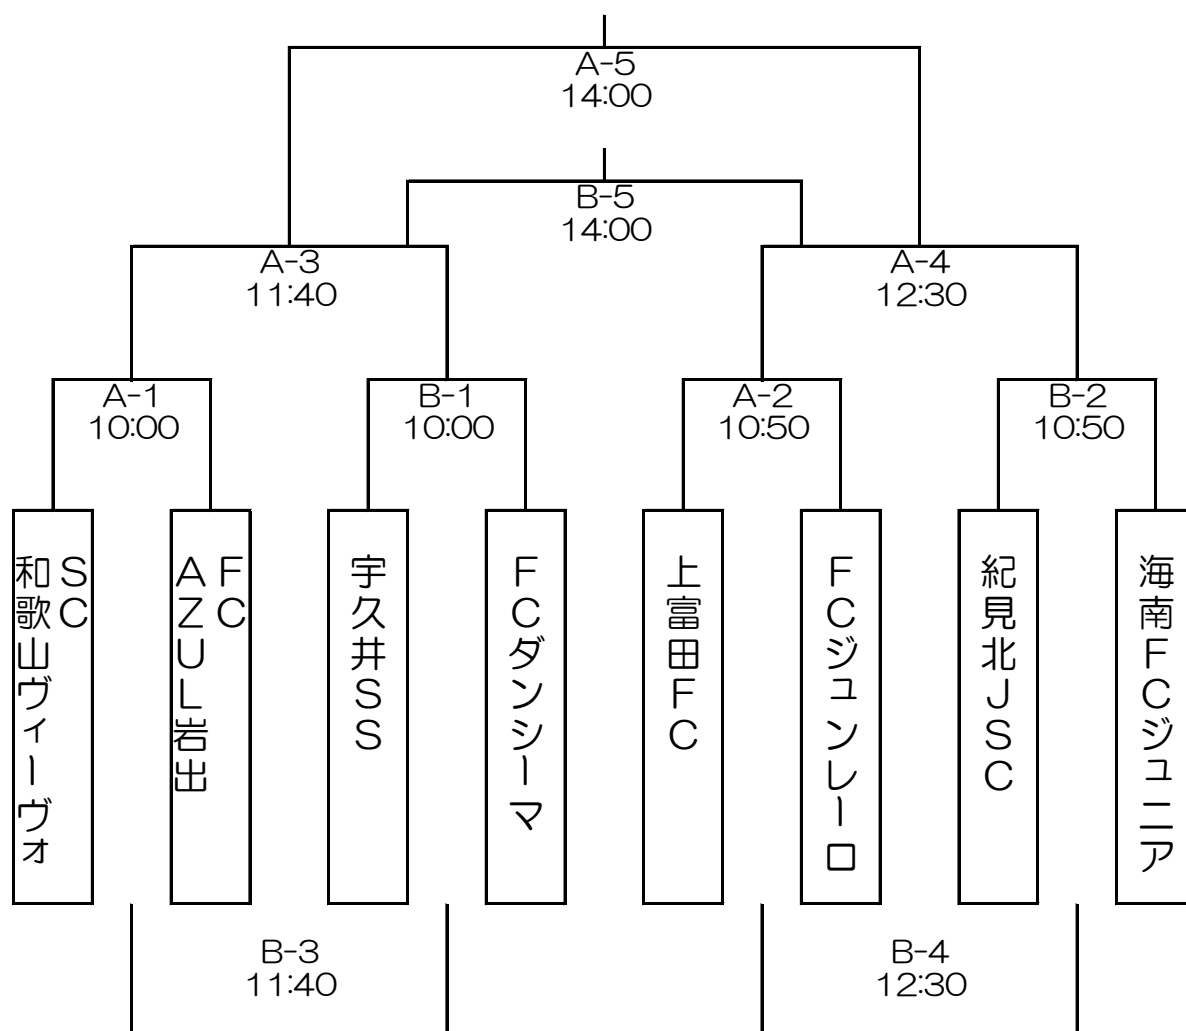 A-5
14:00
B-5
14:00
A-3
11:40
A-4
12:30
A-1
10:00
B-1
10:00
A-2
10:50
B-2
10:50
SC
和歌山ヴィーヴォ
FC
AZUL岩出
宇久井SS
FCダンシーマ
上富田FC
FCジュンレーロ
紀見北JSC
海南FCジュニア
B-3
11:40
B-4
12:30